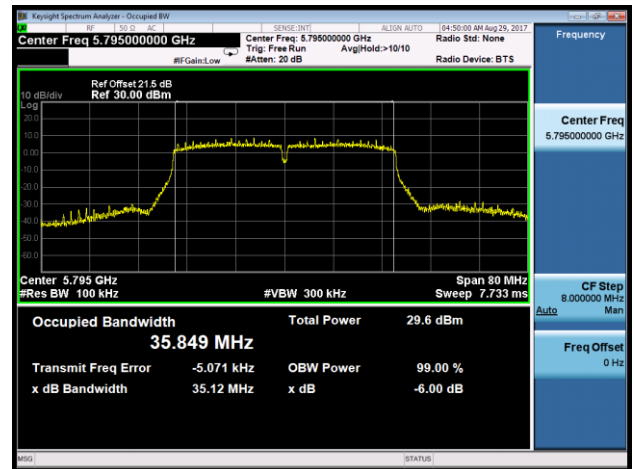 Keysight Spectrum Analyzer - Occupied BW
RF 50 Ω AC SENSE:INT ALIGN AUTO 04:50:00 AM Aug 29, 2017
Center Freq 5.795000000 GHz
Center Freq: 5.795000000 GHz
Radio Std: None
Trig: Free Run Avg|Hold:>10/10
#IFGain:Low #Atten: 20 dB Radio Device: BTS
Frequency
Ref Offset 21.5 dB
10 dB/div Ref 30.00 dBm
Log
20.0
10.0
0.00
-10.0
-20.0
-30.0
-40.0
-50.0
-60.0
Center 5.795 GHz Span 80 MHz
#Res BW 100 kHz #VBW 300 kHz Sweep 7.733 ms
Occupied Bandwidth Total Power 29.6 dBm
35.849 MHz
Transmit Freq Error -5.071 kHz OBW Power 99.00 %
x dB Bandwidth 35.12 MHz x dB -6.00 dB
Center Freq
5.795000000 GHz
CF Step
8.000000 MHz
Auto Man
Freq Offset
0 Hz
MSG STATUS